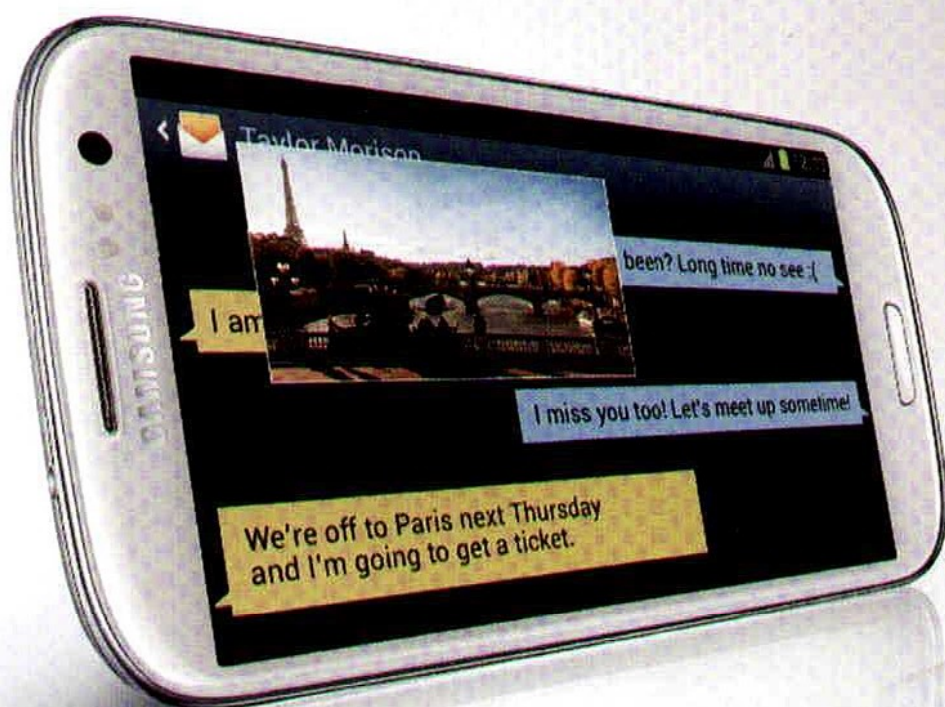 SAMSUNG
Taylor Morison
been? Long time no see :(
I am
I miss you too! Let's meet up sometime!
We're off to Paris next Thursday
and I'm going to get a ticket.